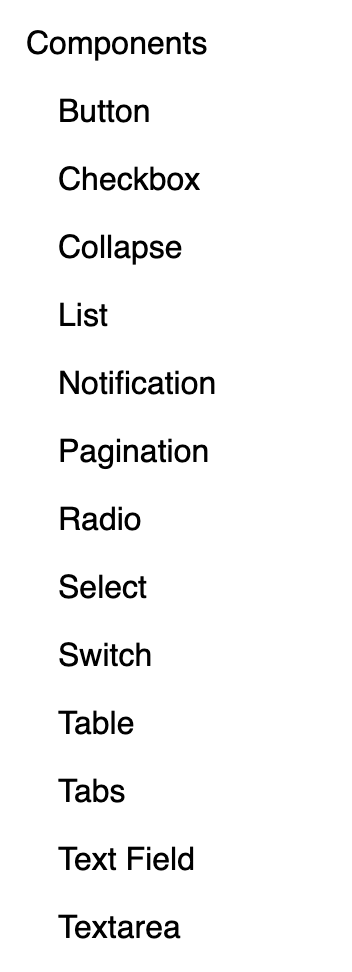 Components
Button
Checkbox
Collapse
List
Notification
Pagination
Radio
Select
Switch
Table
Tabs
Text Field
Textarea